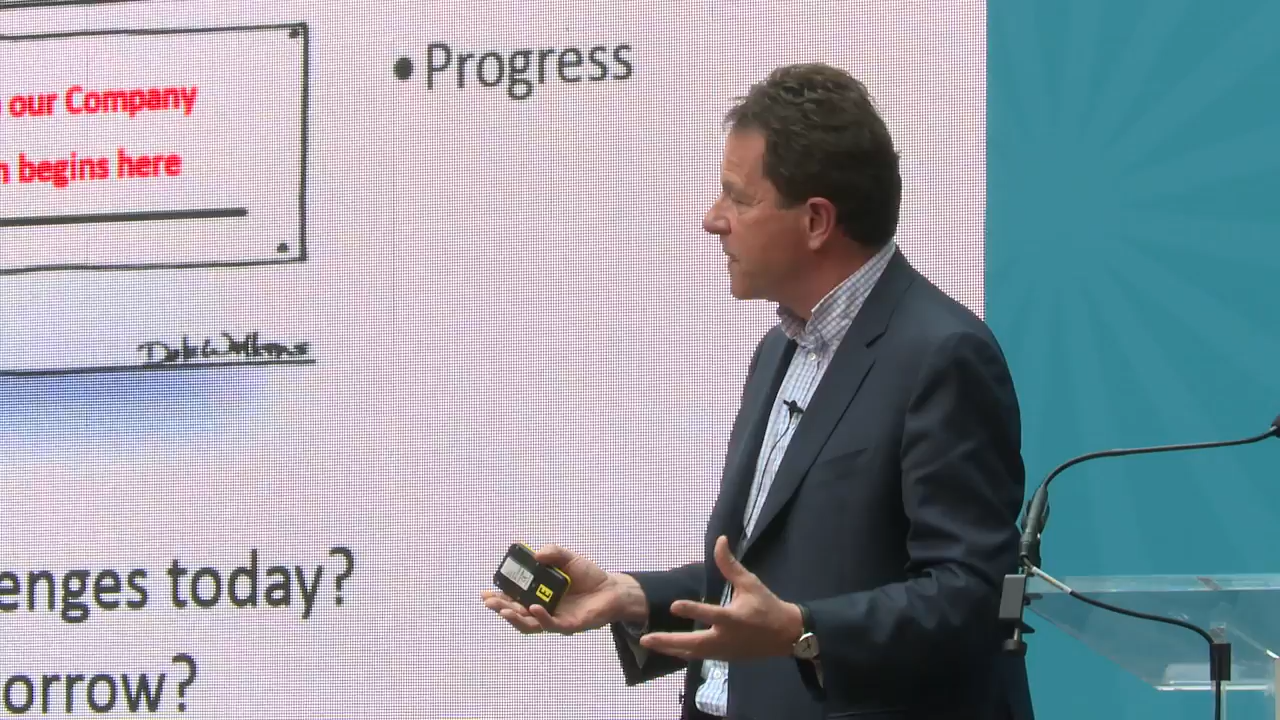 • Progress
our Company
begins here
enges today?
orrow?
E